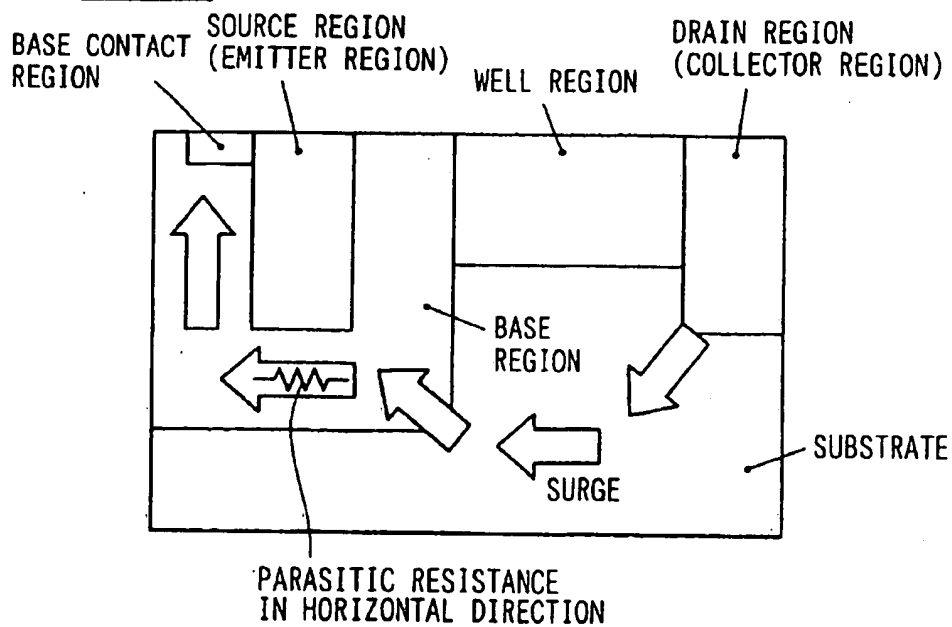 BASE CONTACT
REGION
SOURCE REGION
(EMITTER REGION)
WELL REGION
DRAIN REGION
(COLLECTOR REGION)
BASE
REGION
SUBSTRATE
SURGE
PARASITIC RESISTANCE
IN HORIZONTAL DIRECTION